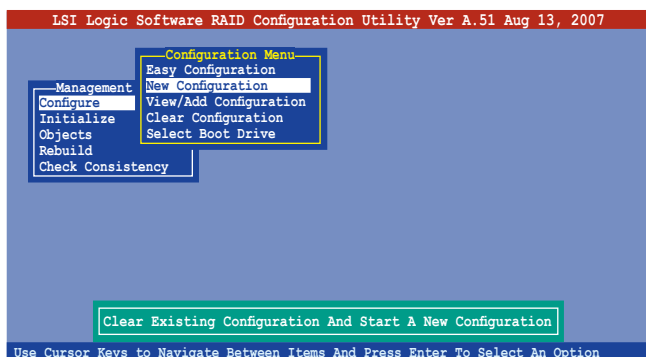 LSI Logic Software RAID Configuration Utility Ver A.51 Aug 13, 2007
Configuration Menu
Easy Configuration
New Configuration
View/Add Configuration
Clear Configuration
Select Boot Drive
Management
Configure
Initialize
Objects
Rebuild
Check Consistency
Clear Existing Configuration And Start A New Configuration
Use Cursor Keys to Navigate Between Items And Press Enter To Select An Option